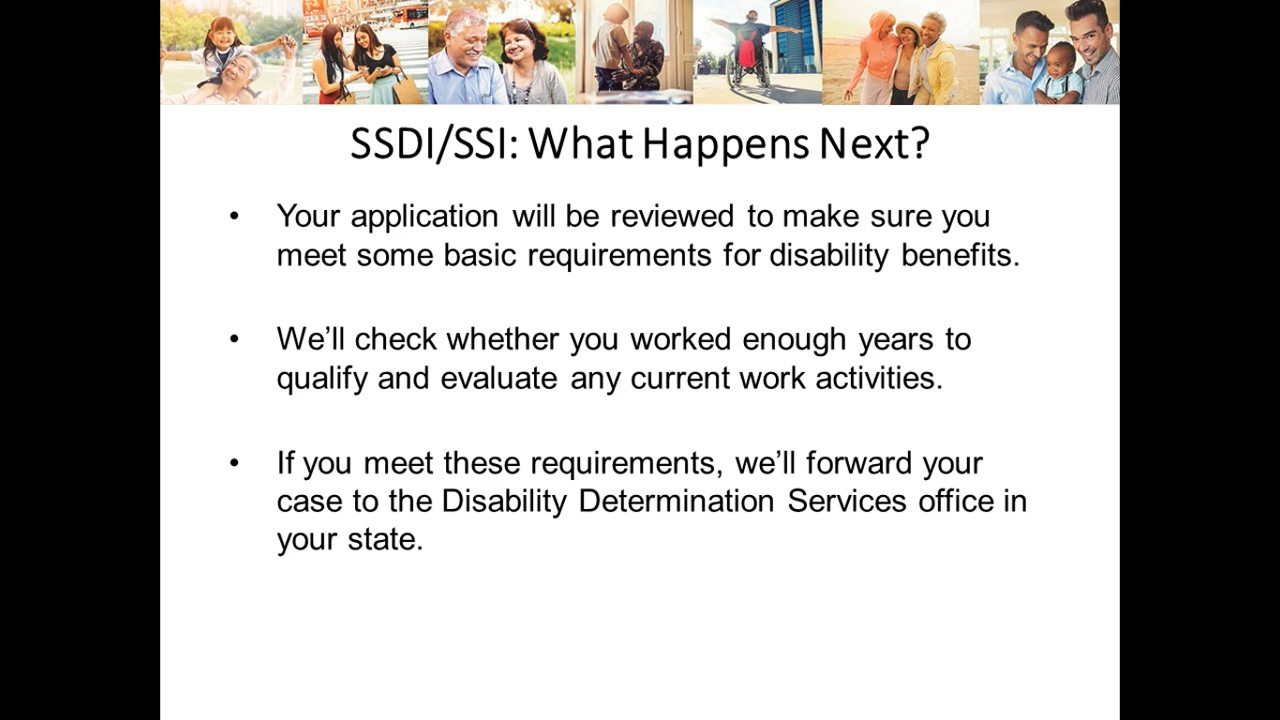 SSDI/SSI: What Happens Next?
• Your application will be reviewed to make sure you
meet some basic requirements for disability benefits.
• We’ll check whether you worked enough years to
qualify and evaluate any current work activities.
• If you meet these requirements, we’ll forward your
case to the Disability Determination Services office in
your state.